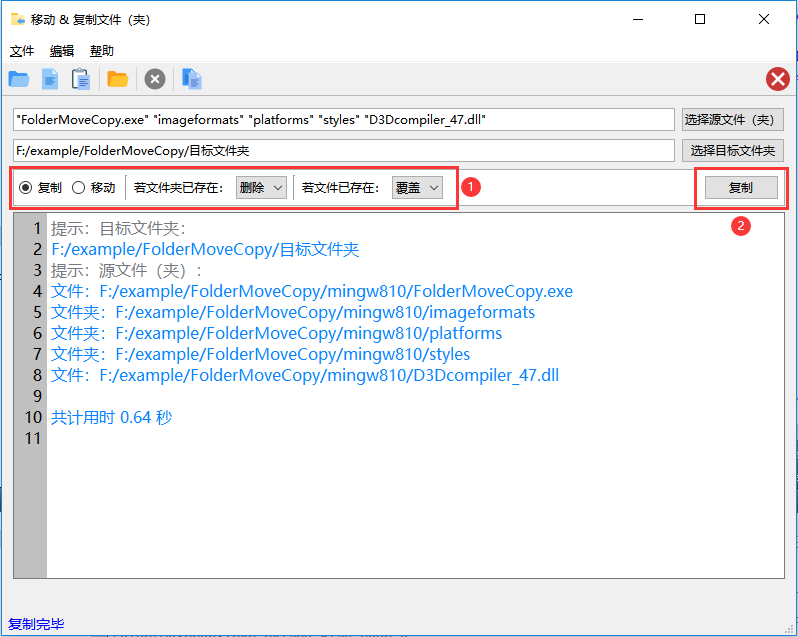 移动 & 复制文件（夹）
文件 编辑 帮助
"FolderMoveCopy.exe" "imageformats" "platforms" "styles" "D3Dcompiler_47.dll" 选择源文件（夹）
F:/example/FolderMoveCopy/目标文件夹 选择目标文件夹
复制 移动 若文件夹已存在： 删除 若文件已存在： 覆盖 1 复制
2
1 提示：目标文件夹：
2 F:/example/FolderMoveCopy/目标文件夹
3 提示：源文件（夹）：
4 文件：F:/example/FolderMoveCopy/mingw810/FolderMoveCopy.exe
5 文件夹：F:/example/FolderMoveCopy/mingw810/imageformats
6 文件夹：F:/example/FolderMoveCopy/mingw810/platforms
7 文件夹：F:/example/FolderMoveCopy/mingw810/styles
8 文件：F:/example/FolderMoveCopy/mingw810/D3Dcompiler_47.dll
9
10 共计用时 0.64 秒
11
复制完毕